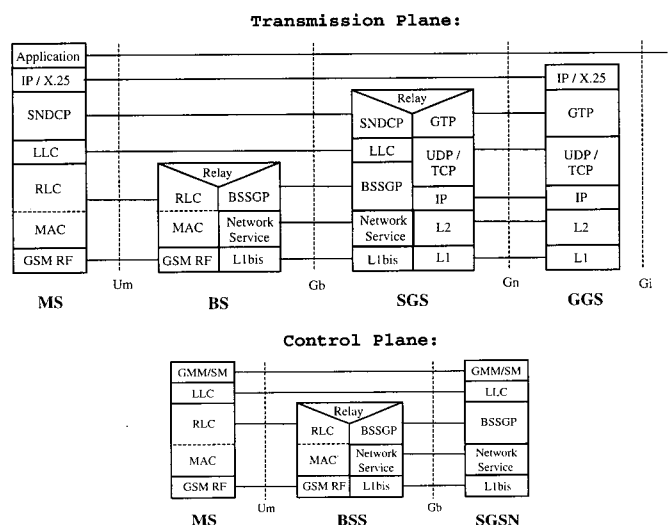 Transmission Plane:
Application
IP / X.25
IP / X.25
Relay
SNDCP
SNDCP
GTP
GTP
LLC
LLC
UDP /
TCP
UDP /
TCP
Relay
RLC
RLC
BSSGP
BSSGP
IP
IP
MAC
MAC
Network
Service
Network
Service
L2
L2
GSM RF
GSM RF
L1bis
L1bis
L1
L1
Um
Gb
Gn
Gi
MS
BS
SGS
GGS
Control Plane:
GMM/SM
GMM/SM
LLC
LLC
Relay
RLC
RLC
BSSGP
BSSGP
MAC
MAC
Network
Service
Network
Service
GSM RF
GSM RF
L1bis
L1bis
Um
Gb
MS
BSS
SGSN